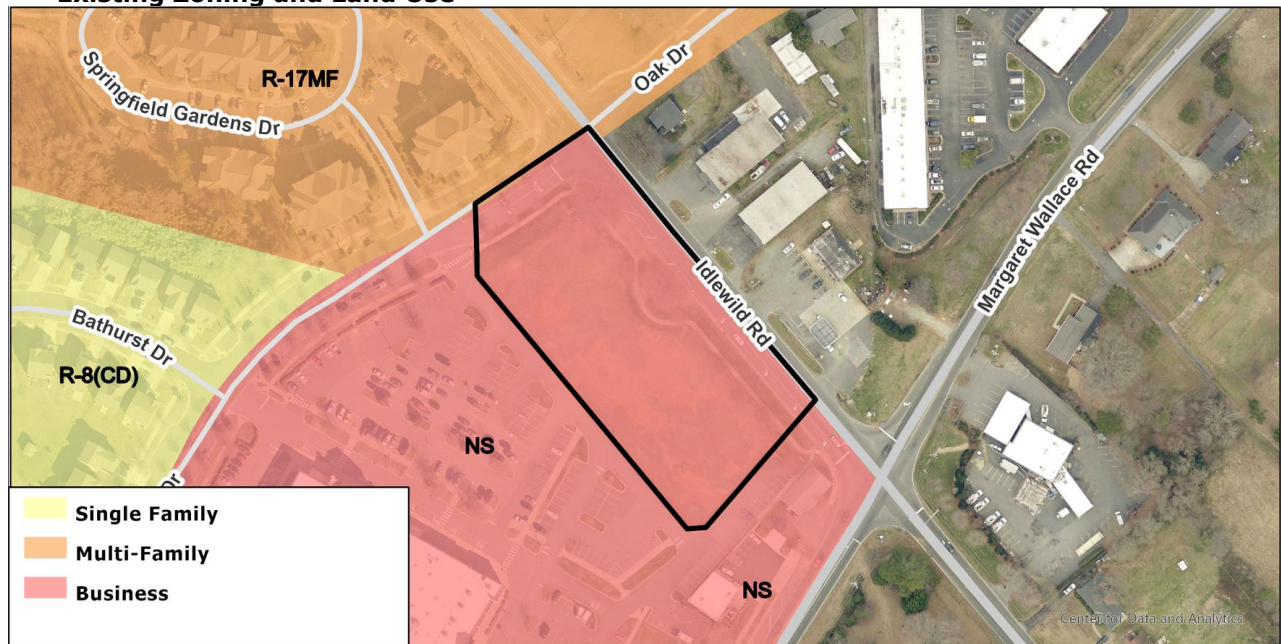 Existing Zoning and Land Use
Springfield Gardens Dr
R-17MF
Oak Dr
Idlewild Rd
Margaret Wallace Rd
Bathurst Dr
R-8(CD)
NS
Dr
NS
Single Family
Multi-Family
Business
Center for Data and Analytics